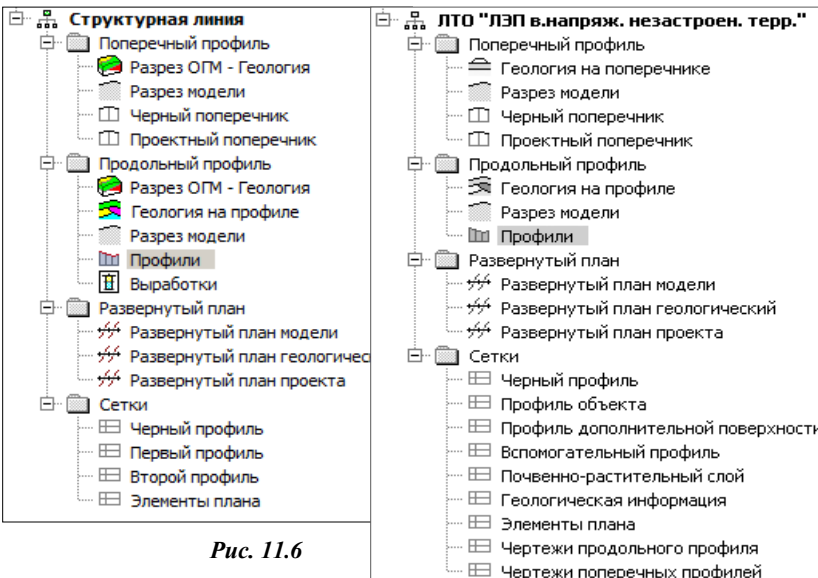 Структурная линия
Поперечный профиль
Разрез ОГМ - Геология
Разрез модели
Черный поперечник
Проектный поперечник
Продольный профиль
Разрез ОГМ - Геология
Геология на профиле
Разрез модели
Профили
Выработки
Развернутый план
Развернутый план модели
Развернутый план геологичес
Развернутый план проекта
Сетки
Черный профиль
Первый профиль
Второй профиль
Элементы плана
Рис. 11.6
ЛТО "ЛЭП в.напряж. незастроен. терр."
Поперечный профиль
Геология на поперечнике
Разрез модели
Черный поперечник
Проектный поперечник
Продольный профиль
Геология на профиле
Разрез модели
Профили
Развернутый план
Развернутый план модели
Развернутый план геологический
Развернутый план проекта
Сетки
Черный профиль
Профиль объекта
Профиль дополнительной поверхности
Вспомогательный профиль
Почвенно-растительный слой
Геологическая информация
Элементы плана
Чертежи продольного профиля
Чертежи поперечных профилей